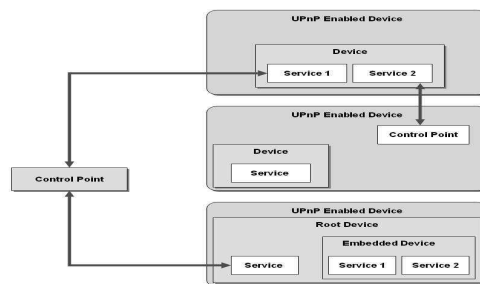 UPnP Enabled Device
Device
Service 1
Service 2
UPnP Enabled Device
Control Point
Device
Service
Control Point
UPnP Enabled Device
Root Device
Embedded Device
Service
Service 1
Service 2